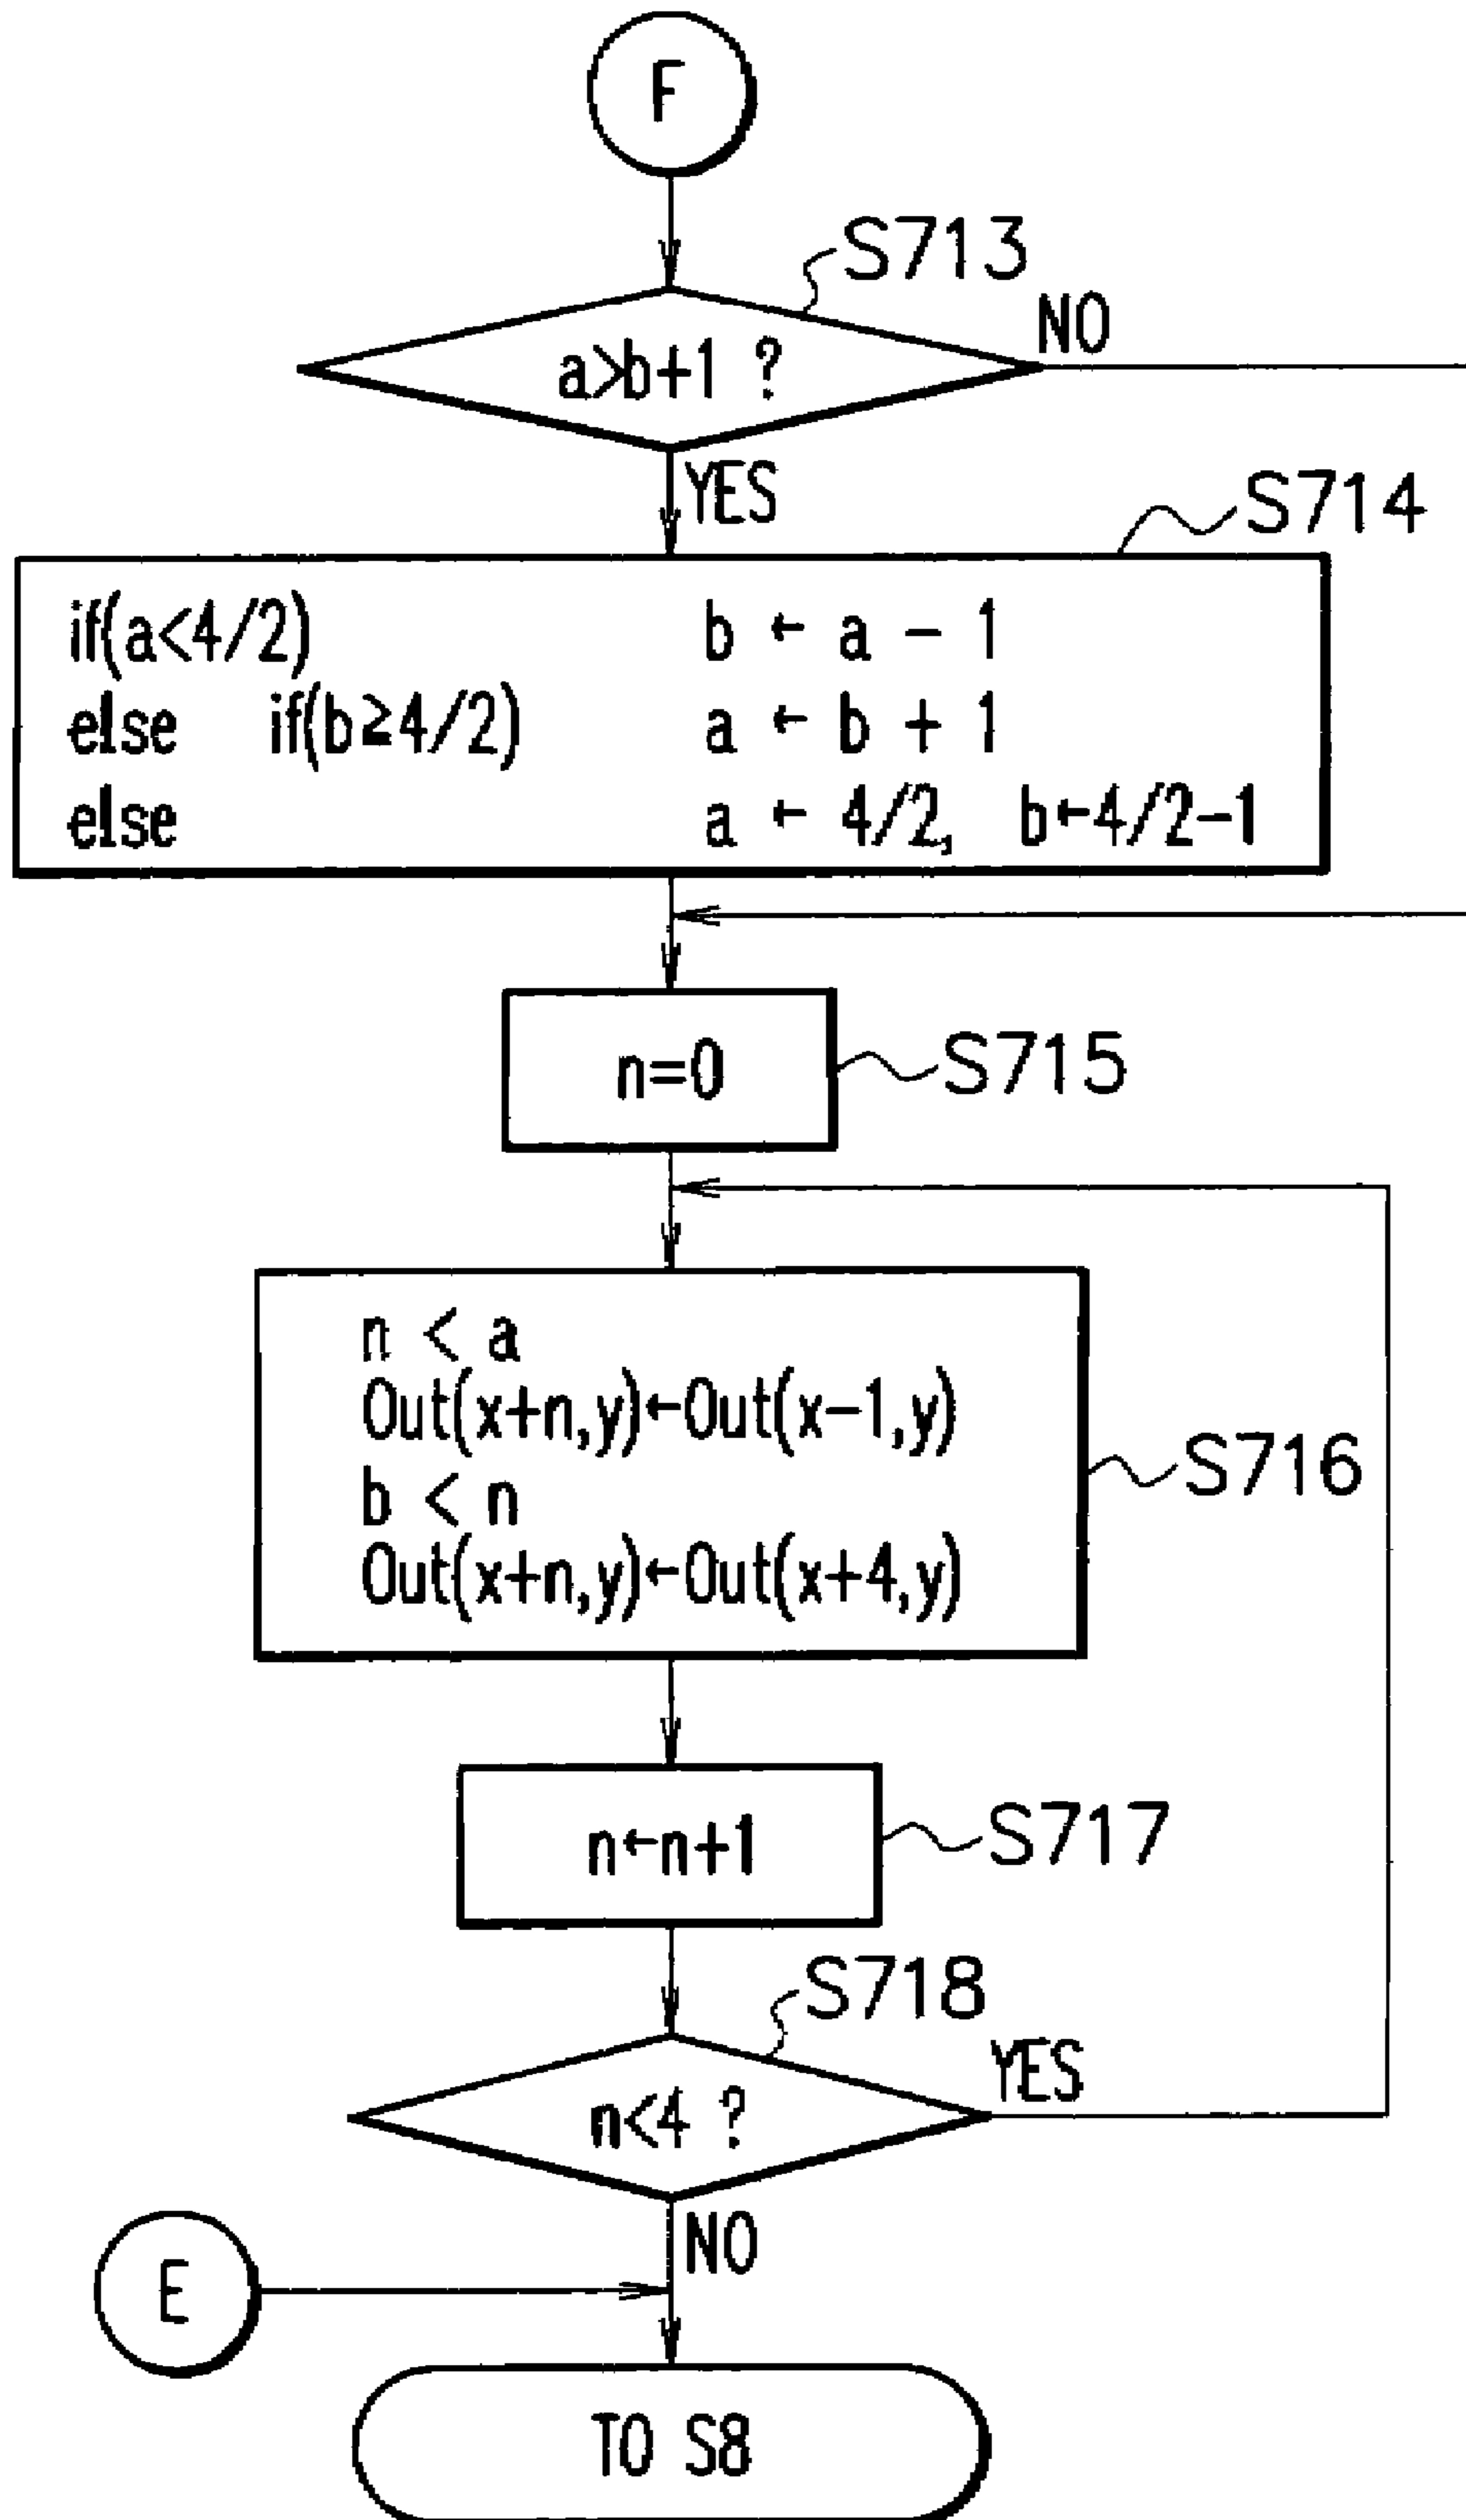 F
S713
NO
a>b+1 ?
YES
S714
if(a<4/2) b ← a − 1
else if(b≥4/2) a ← b + 1
else a ← 4/2, b←4/2−1
n=0
S715
n < a
Out(x+n,y)←Out(x−1,y)
b < n
Out(x+n,y)←Out(x+4,y)
S716
n←n+1
S717
S718
YES
n<4 ?
NO
E
TO S8